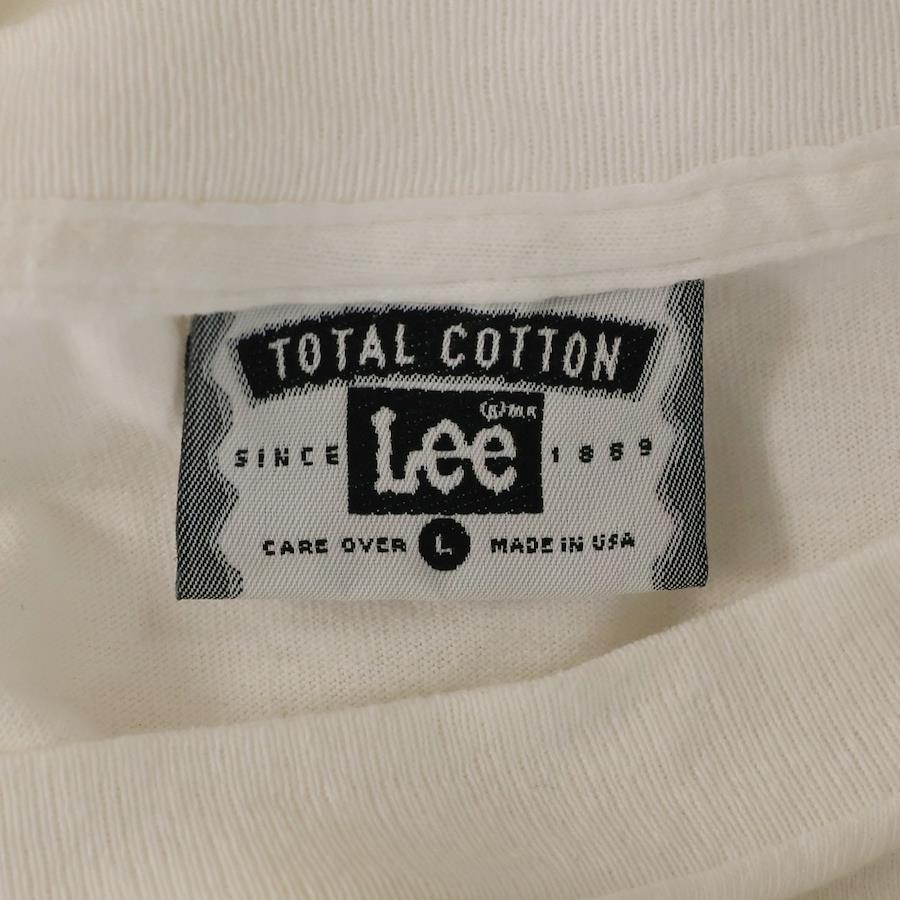 TOTAL COTTON
Lee (R) M.R.
SINCE 1889
CARE OVER L MADE IN USA